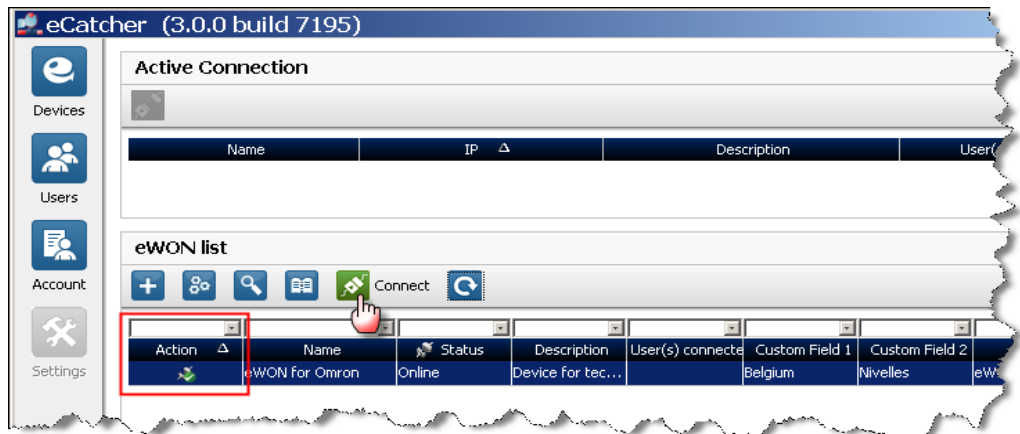 eCatcher (3.0.0 build 7195)
Devices
Users
Account
Settings
Active Connection
Name IP Description User(
eWON list
Connect
Action Name Status Description User(s) connecte Custom Field 1 Custom Field 2
eWON for Omron Online Device for tec... Belgium Nivelles eW